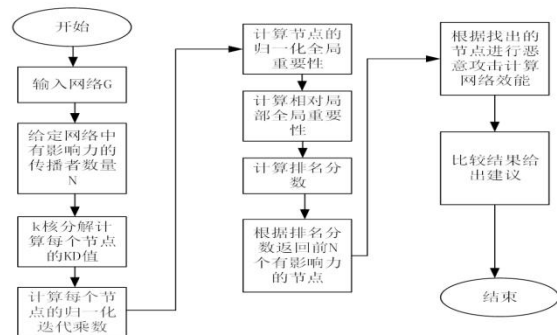 开始
输入网络G
给定网络中
有影响力的
传播者数量
N
k核分解计
算每个节点
的KD值
计算每个节
点的归一化
迭代乘数
计算节点的
归一化全局
重要性
计算相对局
部全局重要
性
计算排名分
数
根据排名分
数返回前N
个有影响力
的节点
根据找出的
节点进行恶
意攻击计算
网络效能
比较结果给
出建议
结束